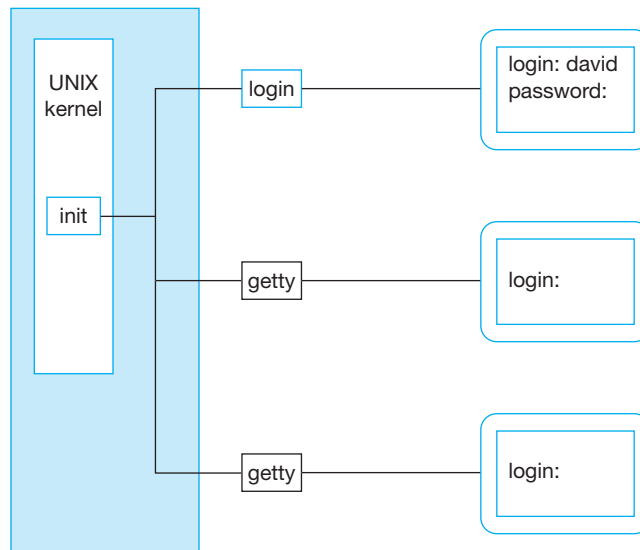 UNIX
kernel
init
login
login: david
password:
getty
login:
getty
login: